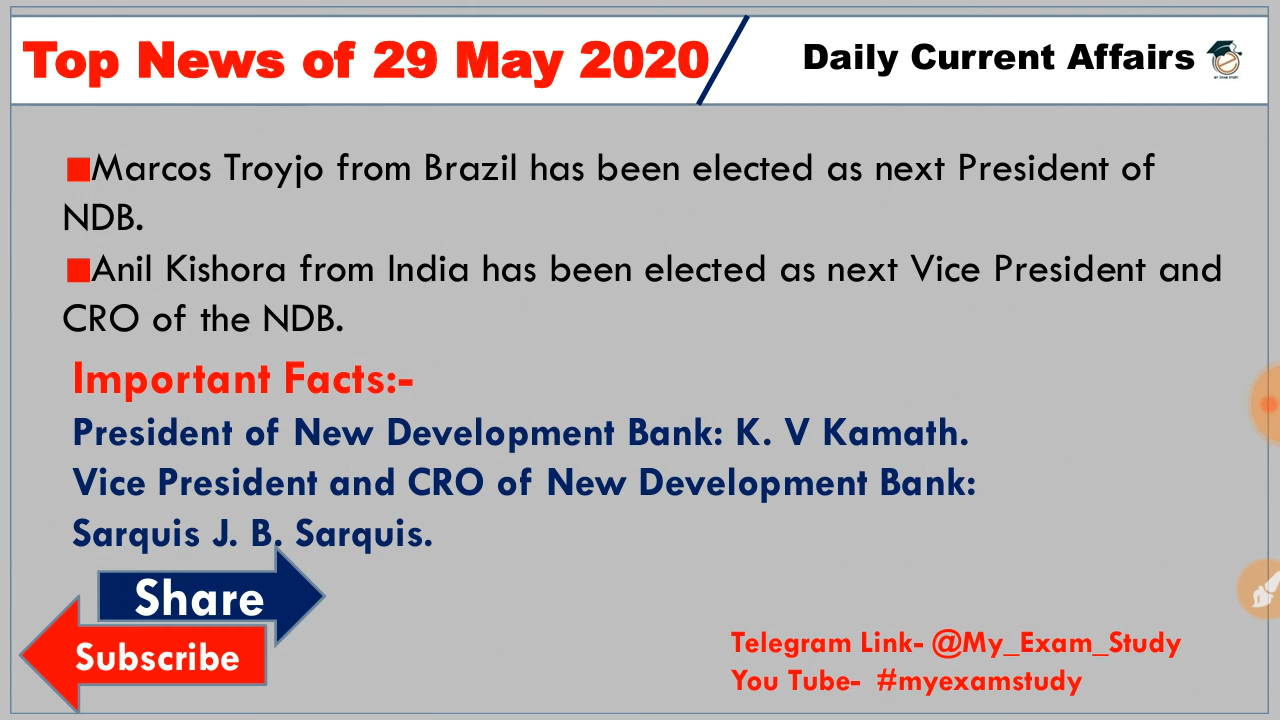 Top News of 29 May 2020
Daily Current Affairs
MY EXAM STUDY
Marcos Troyjo from Brazil has been elected as next President of
NDB.
Anil Kishora from India has been elected as next Vice President and
CRO of the NDB.
Important Facts:-
President of New Development Bank: K. V Kamath.
Vice President and CRO of New Development Bank:
Sarquis J. B. Sarquis.
Share
Subscribe
Telegram Link- @My_Exam_Study
You Tube- #myexamstudy